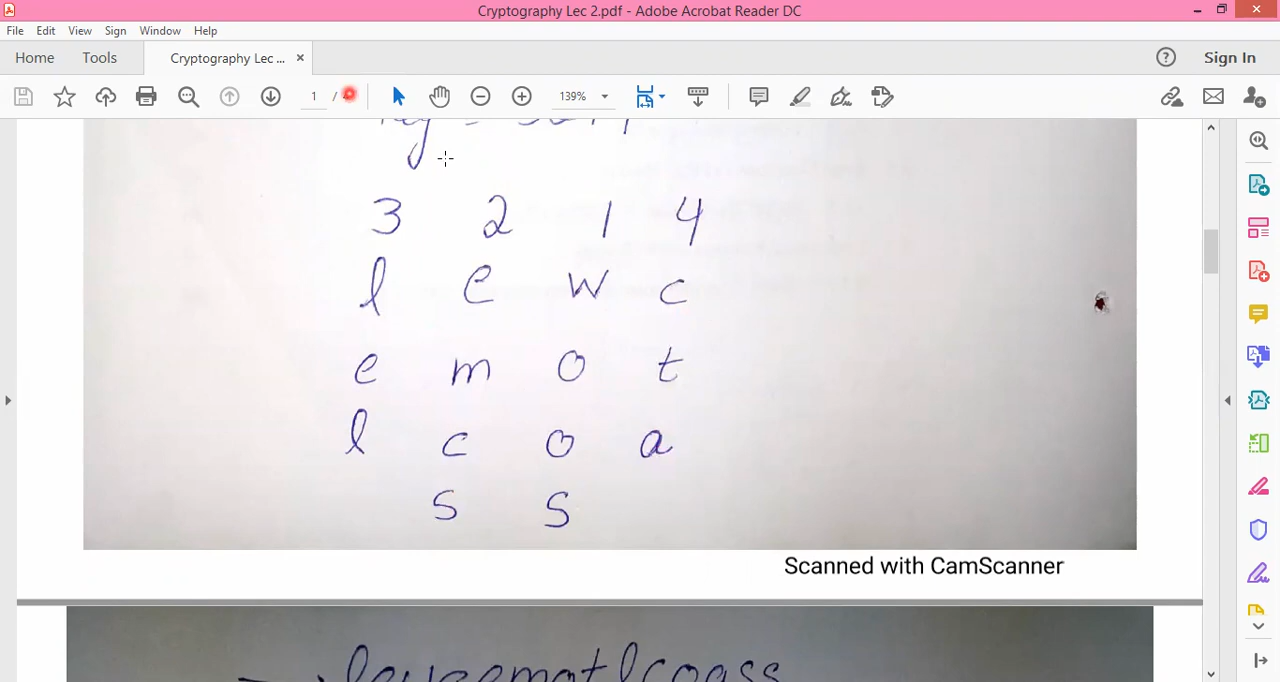 Cryptography Lec 2.pdf - Adobe Acrobat Reader DC
File Edit View Sign Window Help
Home Tools Cryptography Lec ... × Sign In
1 / 139%
3 2 1 4
l e w c
e m o t
l c o a
s s
Scanned with CamScanner